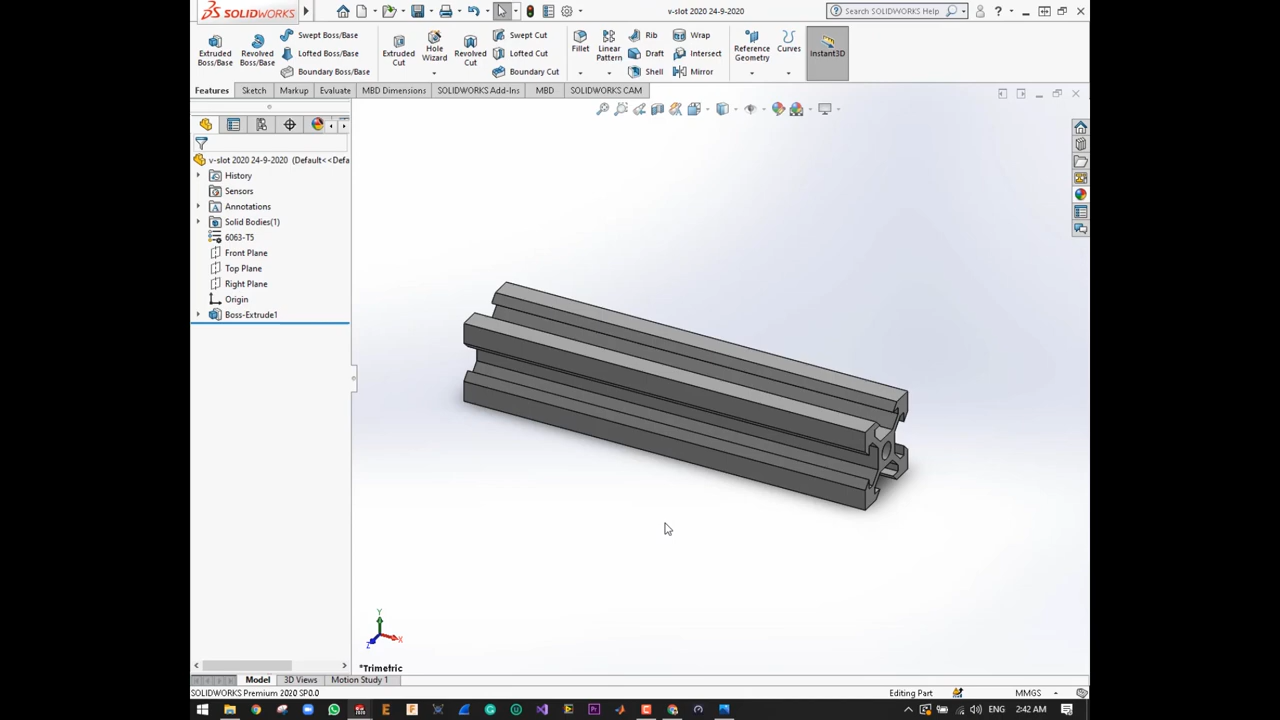 SOLIDWORKS
v-slot 2020 24-9-2020
Search SOLIDWORKS Help
Extruded Boss/Base
Revolved Boss/Base
Swept Boss/Base
Lofted Boss/Base
Boundary Boss/Base
Extruded Cut
Hole Wizard
Revolved Cut
Swept Cut
Lofted Cut
Boundary Cut
Fillet
Linear Pattern
Rib
Draft
Shell
Wrap
Intersect
Mirror
Reference Geometry
Curves
Instant3D
Features
Sketch
Markup
Evaluate
MBD Dimensions
SOLIDWORKS Add-Ins
MBD
SOLIDWORKS CAM
v-slot 2020 24-9-2020 (Default<<Defa
History
Sensors
Annotations
Solid Bodies(1)
6063-T5
Front Plane
Top Plane
Right Plane
Origin
Boss-Extrude1
Y
X
Z
*Trimetric
Model
3D Views
Motion Study 1
SOLIDWORKS Premium 2020 SP0.0
Editing Part
MMGS
ENG
2:42 AM